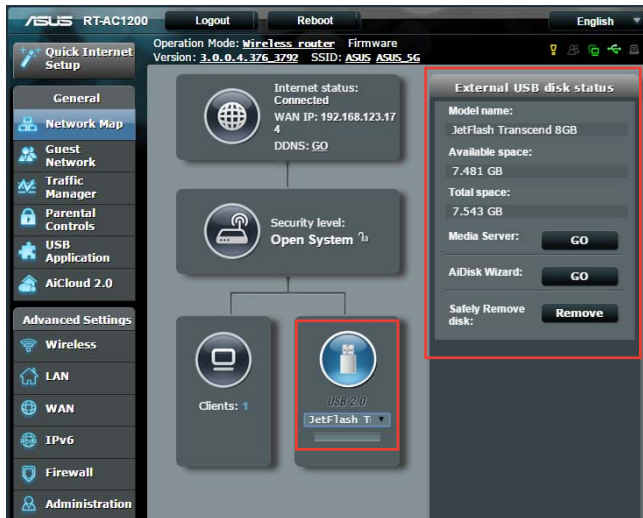 ASUS RT-AC1200 Logout Reboot English
Quick Internet
Setup
Operation Mode: Wireless router Firmware
Version: 3.0.0.4.376_3792 SSID: ASUS ASUS_5G
General
Network Map
Guest
Network
Traffic
Manager
Parental
Controls
USB
Application
AiCloud 2.0
Advanced Settings
Wireless
LAN
WAN
IPv6
Firewall
Administration
Internet status:
Connected
WAN IP: 192.168.123.17
4
DDNS: GO
Security level:
Open System
Clients: 1
USB 2.0
JetFlash T
External USB disk status
Model name:
JetFlash Transcend 8GB
Available space:
7.481 GB
Total space:
7.543 GB
Media Server: GO
AiDisk Wizard: GO
Safely Remove
disk:
Remove